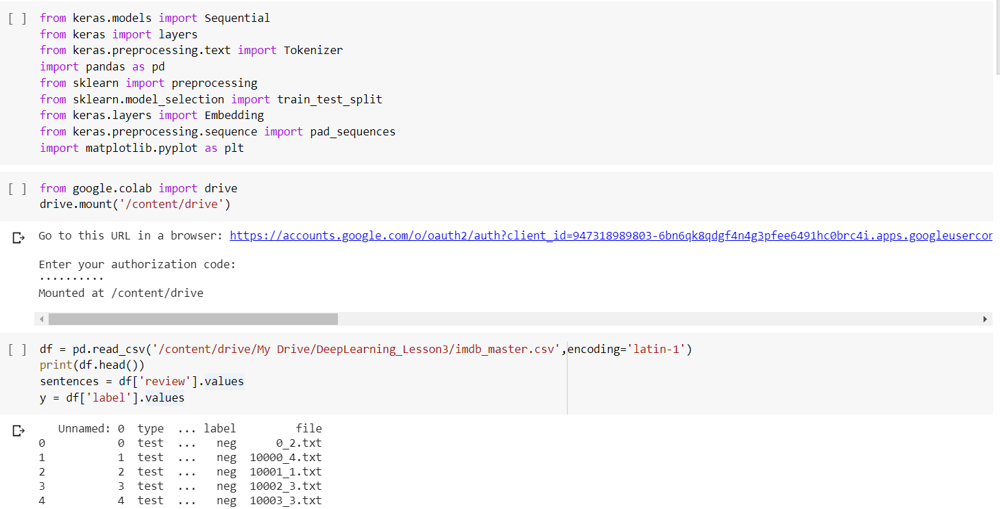 [ ] from keras.models import Sequential
from keras import layers
from keras.preprocessing.text import Tokenizer
import pandas as pd
from sklearn import preprocessing
from sklearn.model_selection import train_test_split
from keras.layers import Embedding
from keras.preprocessing.sequence import pad_sequences
import matplotlib.pyplot as plt
[ ] from google.colab import drive
drive.mount('/content/drive')
Go to this URL in a browser: https://accounts.google.com/o/oauth2/auth?client_id=947318989803-6bn6qk8qdgf4n4g3pfee6491hc0brc4i.apps.googleusercon
Enter your authorization code:
··········
Mounted at /content/drive
[ ] df = pd.read_csv('/content/drive/My Drive/DeepLearning_Lesson3/imdb_master.csv',encoding='latin-1')
print(df.head())
sentences = df['review'].values
y = df['label'].values
Unnamed: 0 type ... label file
0 0 test ... neg 0_2.txt
1 1 test ... neg 10000_4.txt
2 2 test ... neg 10001_1.txt
3 3 test ... neg 10002_3.txt
4 4 test ... neg 10003_3.txt